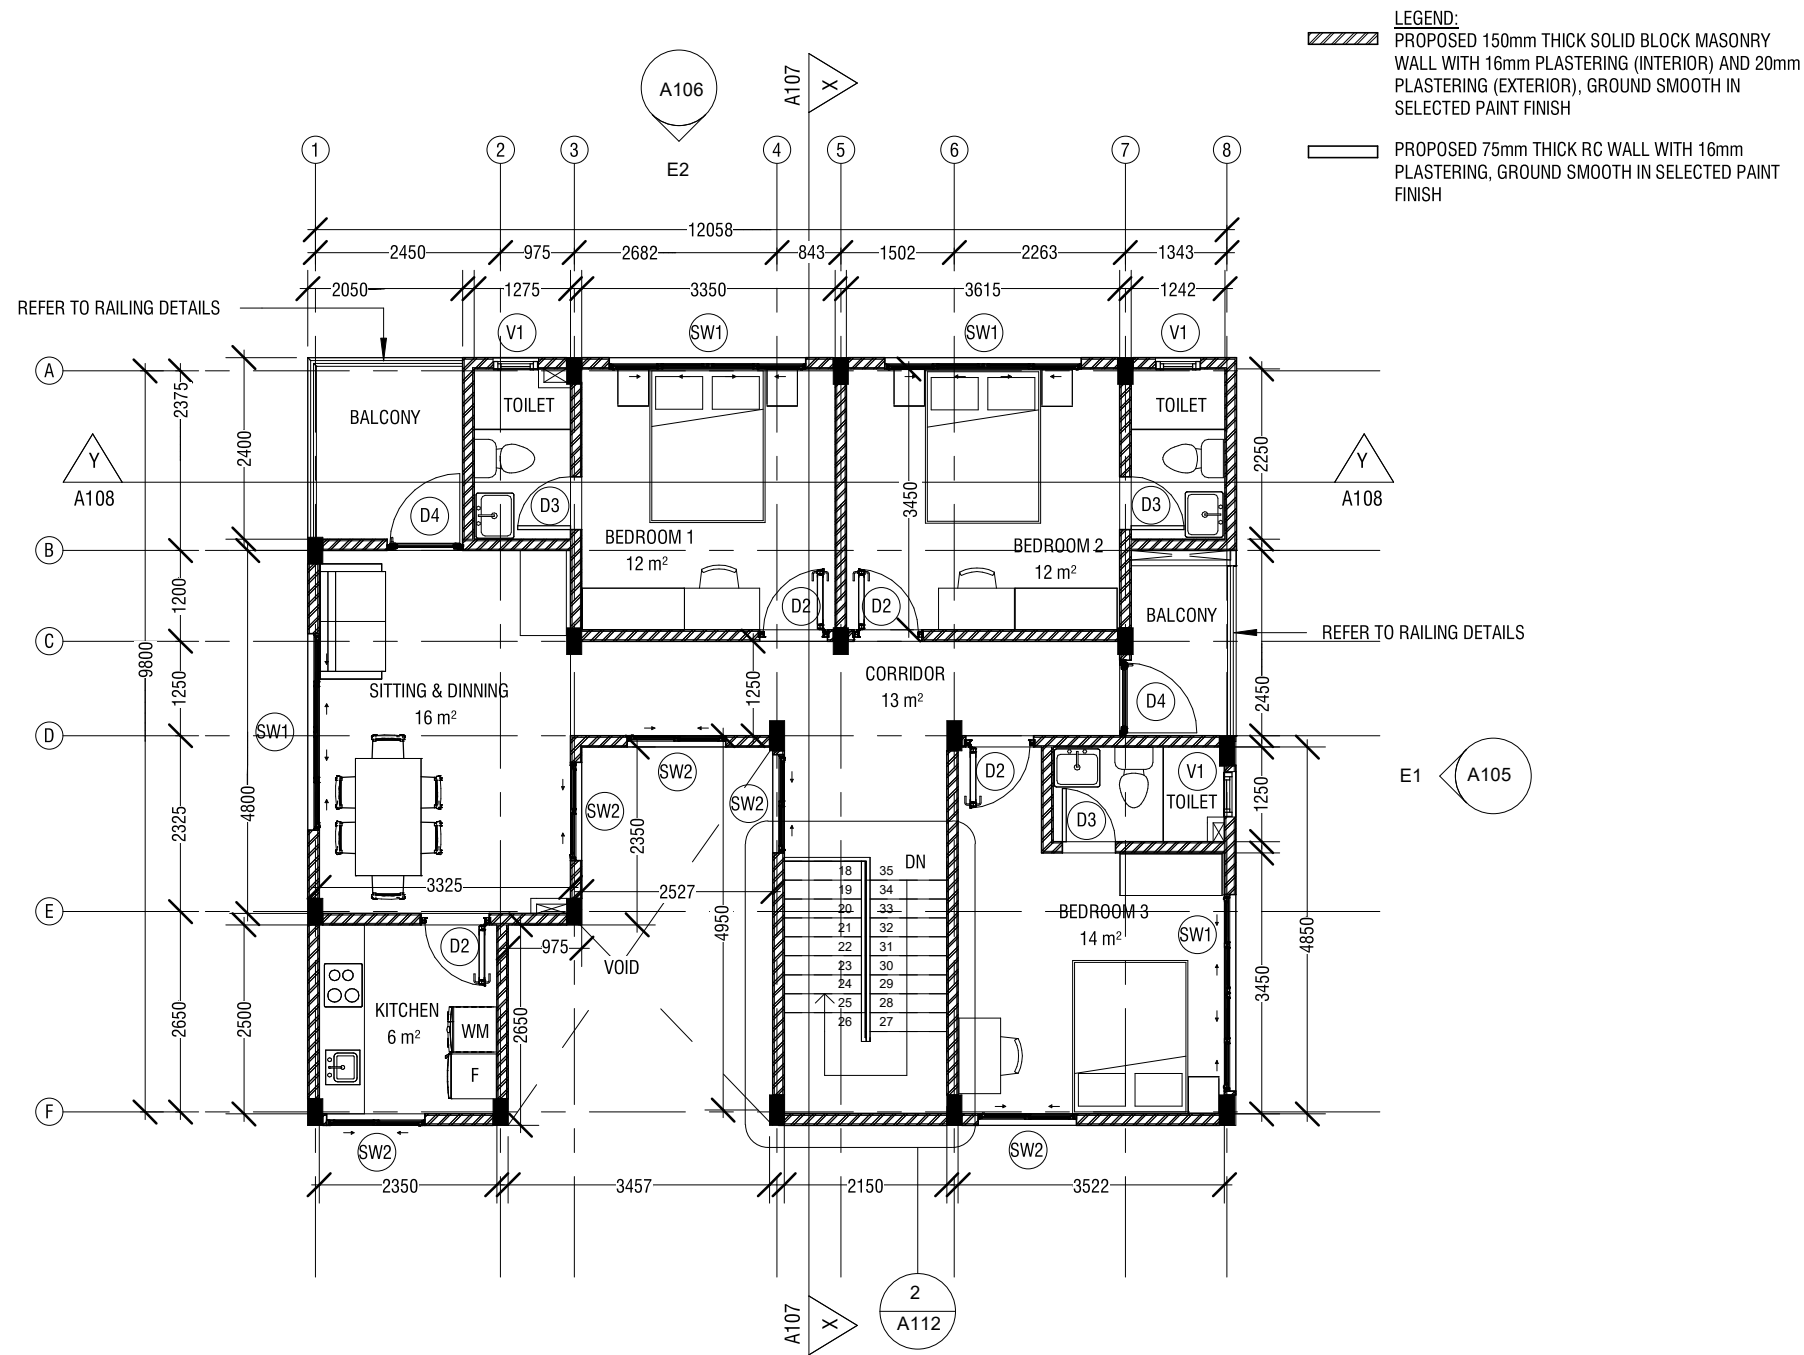 LEGEND:
PROPOSED 150mm THICK SOLID BLOCK MASONRY
WALL WITH 16mm PLASTERING (INTERIOR) AND 20mm
PLASTERING (EXTERIOR), GROUND SMOOTH IN
SELECTED PAINT FINISH
PROPOSED 75mm THICK RC WALL WITH 16mm
PLASTERING, GROUND SMOOTH IN SELECTED PAINT
FINISH
A106
E2
A107
X
1 2 3 4 5 6 7 8
12058
2450 975 2682 843 1502 2263 1343
2050 1275 3350 3615 1242
REFER TO RAILING DETAILS
V1 SW1 SW1 V1
A
2375
2400
2250
BALCONY
TOILET
TOILET
Y
A108
Y
A108
D4
D3
3450
D3
B
BEDROOM 1
12 m²
BEDROOM 2
12 m²
1200
D2
D2
BALCONY
REFER TO RAILING DETAILS
C
9800
1250
1250
SITTING & DINNING
16 m²
CORRIDOR
13 m²
2450
D4
SW1
D
SW2
D2
V1
TOILET
E1
A105
4800
2325
SW2
SW2
2350
D3
1250
DN
3325
2527
18 35
19 34
20 33
21 32
22 31
23 30
24 29
25 28
26 27
E
4950
BEDROOM 3
14 m²
SW1
4850
D2
975
VOID
3450
2650
2500
KITCHEN
6 m²
2650
WM
F
F
SW2
SW2
2350 3457 2150 3522
A107
X
2
A112